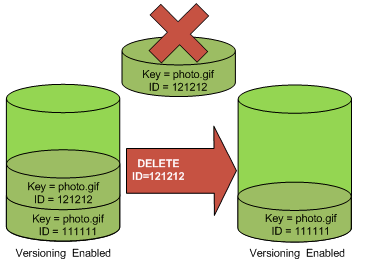 Key = photo.gif
ID = 121212
Key = photo.gif
ID = 121212
Key = photo.gif
ID = 111111
Versioning Enabled
DELETE
ID=121212
Key = photo.gif
ID = 111111
Versioning Enabled